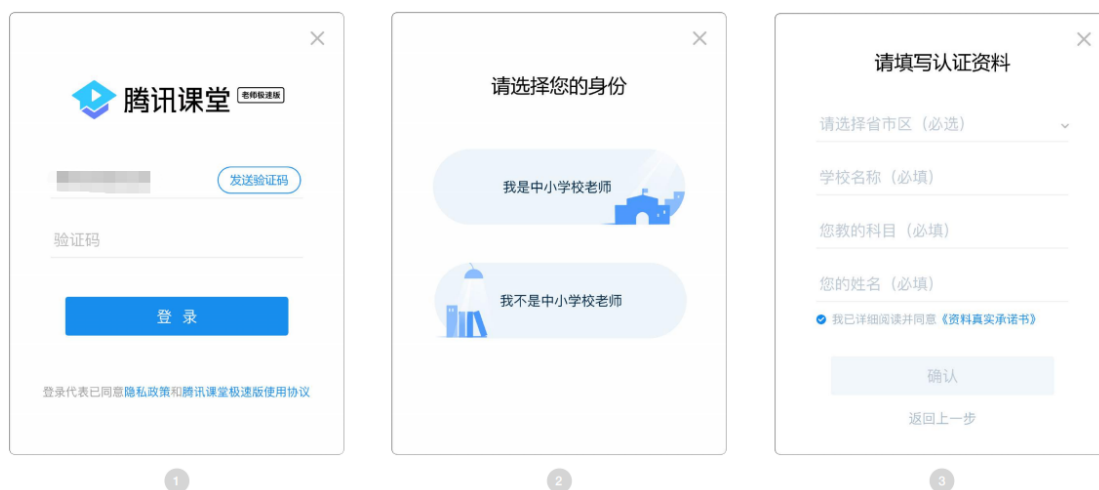 腾讯课堂 老师极速版
发送验证码
验证码
登 录
登录代表已同意隐私政策和腾讯课堂极速版使用协议
1
请选择您的身份
我是中小学校老师
我不是中小学校老师
2
请填写认证资料
请选择省市区（必选）
学校名称（必填）
您教的科目（必填）
您的姓名（必填）
我已详细阅读并同意《资料真实承诺书》
确认
返回上一步
3